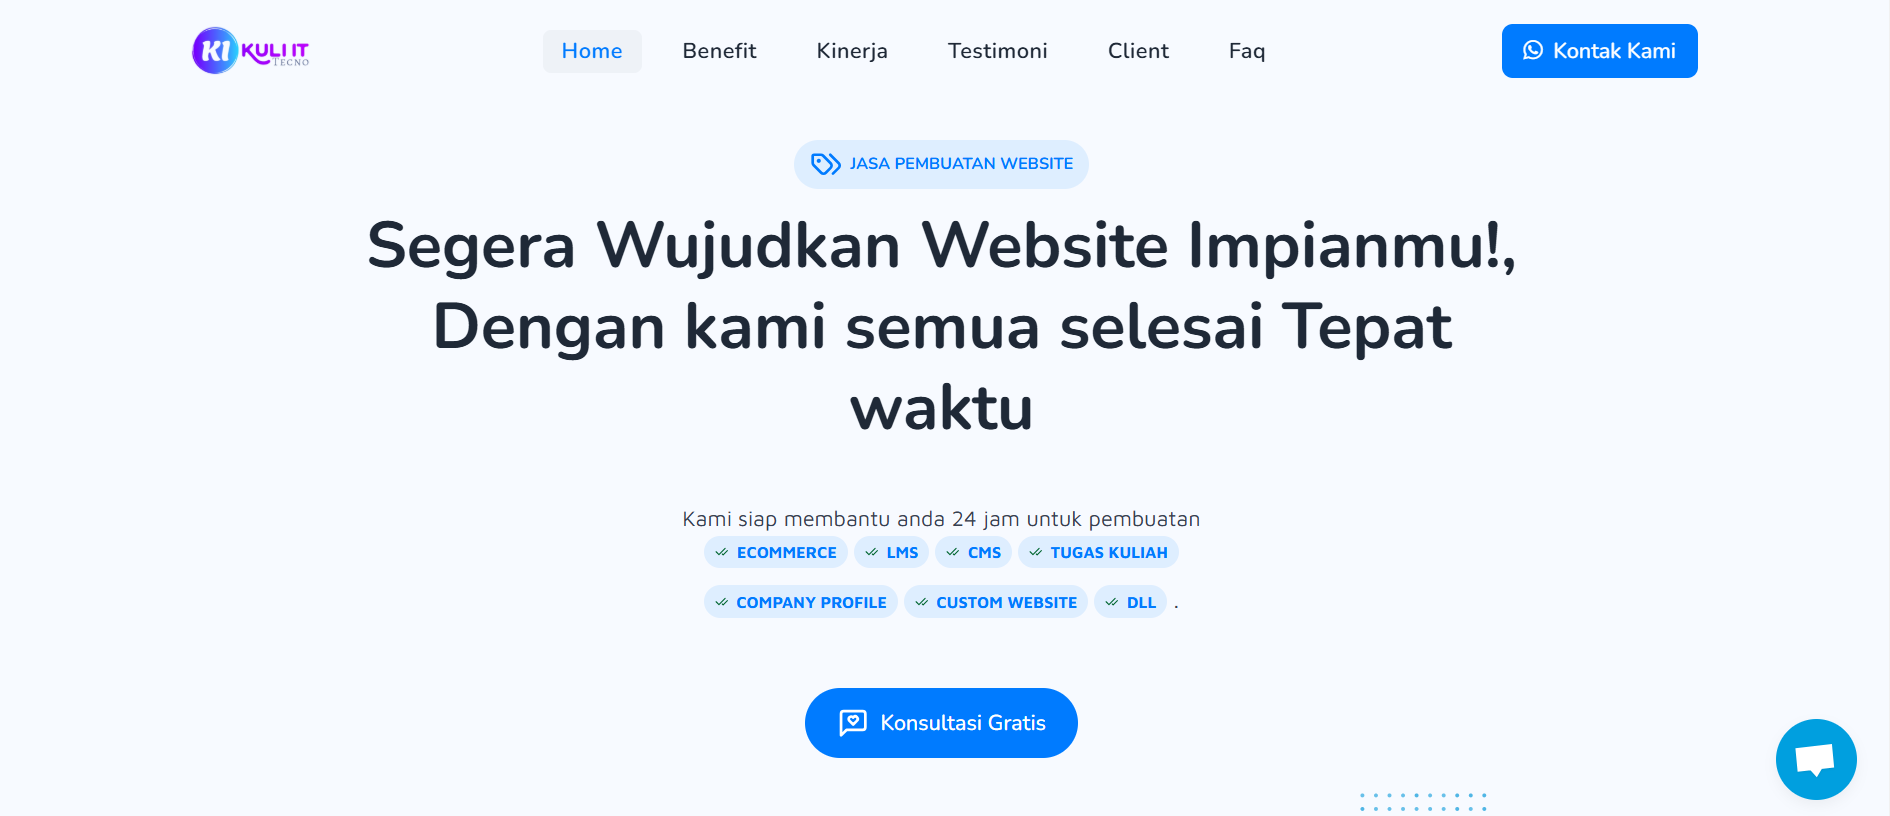 KI KULI IT
TECNO
Home Benefit Kinerja Testimoni Client Faq
Kontak Kami
JASA PEMBUATAN WEBSITE
Segera Wujudkan Website Impianmu!,
Dengan kami semua selesai Tepat
waktu
Kami siap membantu anda 24 jam untuk pembuatan
ECOMMERCE LMS CMS TUGAS KULIAH
COMPANY PROFILE CUSTOM WEBSITE DLL .
Konsultasi Gratis